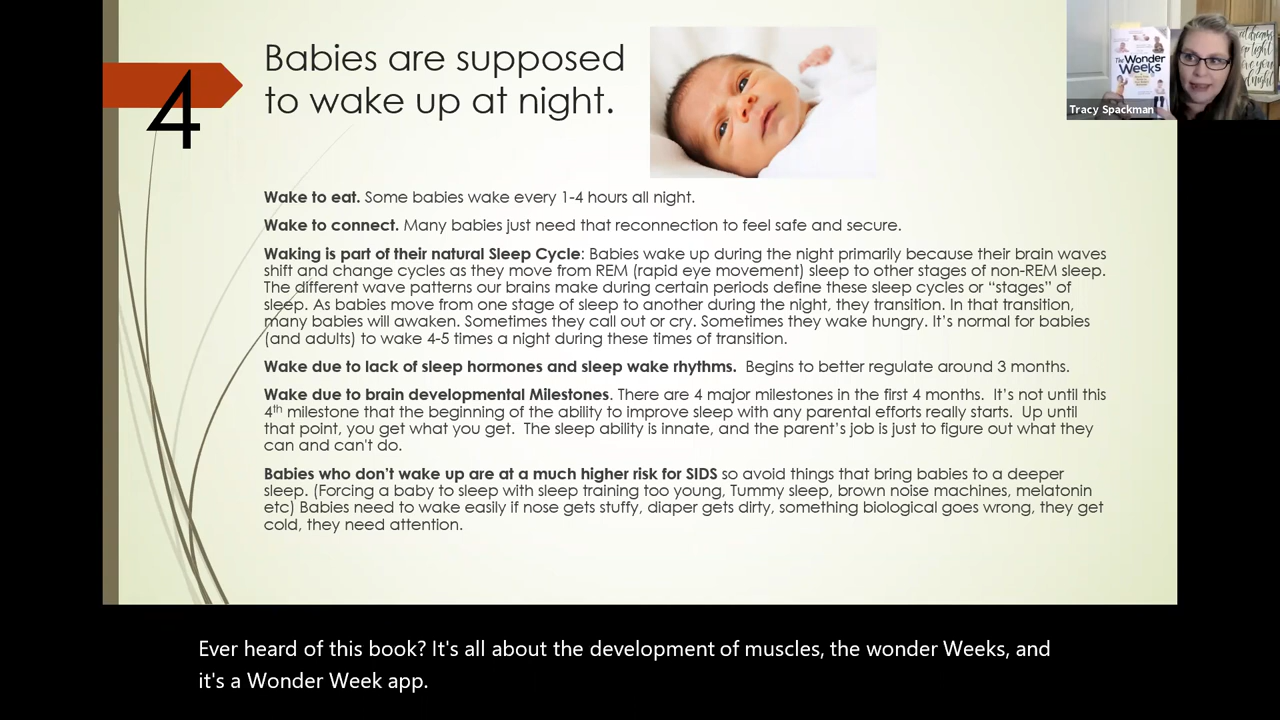 4
Babies are supposed
to wake up at night.
The Wonder
Weeks
Tracy Spackman
Wake to eat. Some babies wake every 1-4 hours all night.
Wake to connect. Many babies just need that reconnection to feel safe and secure.
Waking is part of their natural Sleep Cycle: Babies wake up during the night primarily because their brain waves
shift and change cycles as they move from REM (rapid eye movement) sleep to other stages of non-REM sleep.
The different wave patterns our brains make during certain periods define these sleep cycles or “stages” of
sleep. As babies move from one stage of sleep to another during the night, they transition. In that transition,
many babies will awaken. Sometimes they call out or cry. Sometimes they wake hungry. It’s normal for babies
(and adults) to wake 4-5 times a night during these times of transition.
Wake due to lack of sleep hormones and sleep wake rhythms. Begins to better regulate around 3 months.
Wake due to brain developmental Milestones. There are 4 major milestones in the first 4 months. It’s not until this
4th milestone that the beginning of the ability to improve sleep with any parental efforts really starts. Up until
that point, you get what you get. The sleep ability is innate, and the parent’s job is just to figure out what they
can and can't do.
Babies who don’t wake up are at a much higher risk for SIDS so avoid things that bring babies to a deeper
sleep. (Forcing a baby to sleep with sleep training too young, Tummy sleep, brown noise machines, melatonin
etc) Babies need to wake easily if nose gets stuffy, diaper gets dirty, something biological goes wrong, they get
cold, they need attention.
Ever heard of this book? It's all about the development of muscles, the wonder Weeks, and
it's a Wonder Week app.